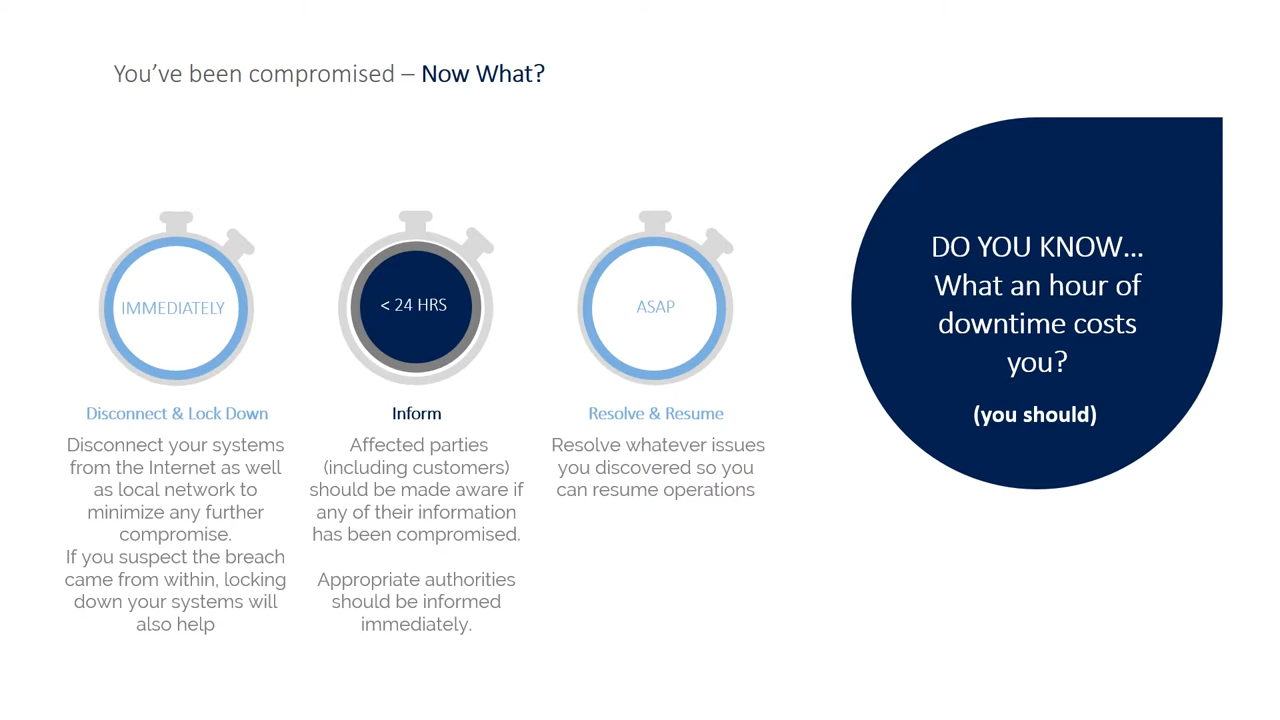 You’ve been compromised – Now What?
IMMEDIATELY
Disconnect & Lock Down
Disconnect your systems
from the Internet as well
as local network to
minimize any further
compromise.
If you suspect the breach
came from within, locking
down your systems will
also help
< 24 HRS
Inform
Affected parties
(including customers)
should be made aware if
any of their information
has been compromised.
Appropriate authorities
should be informed
immediately.
ASAP
Resolve & Resume
Resolve whatever issues
you discovered so you
can resume operations
DO YOU KNOW...
What an hour of
downtime costs
you?
(you should)